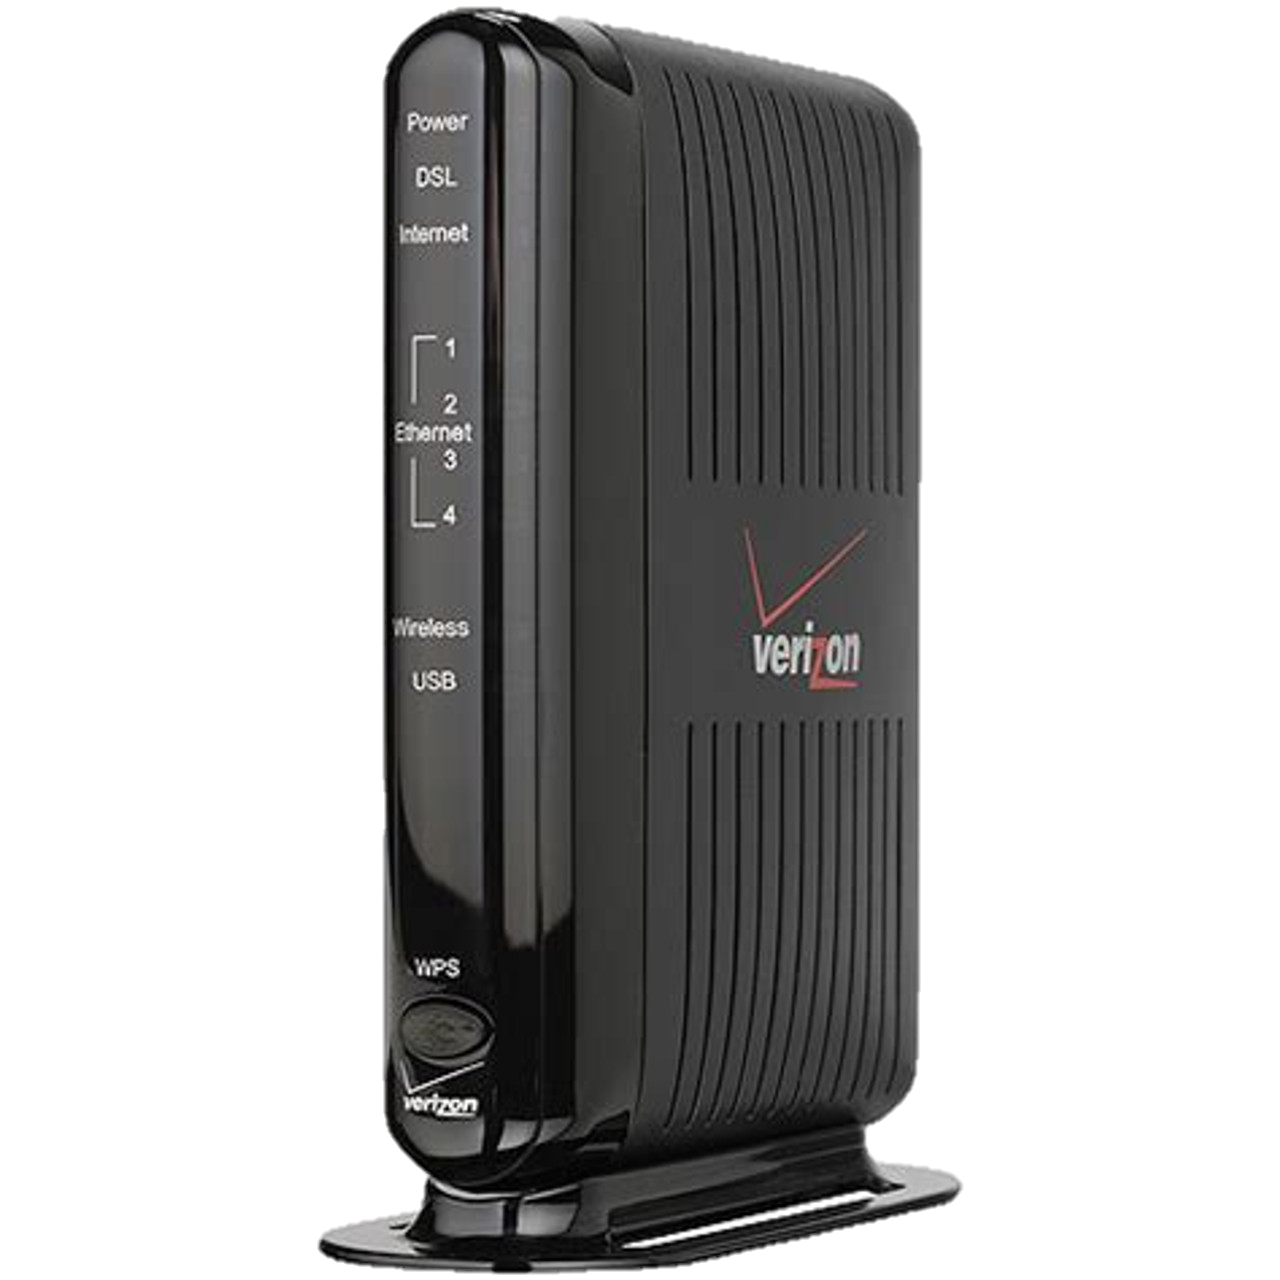 Power
DSL
Internet
1
2
Ethernet
3
4
Wireless
USB
WPS
verizon
verizon